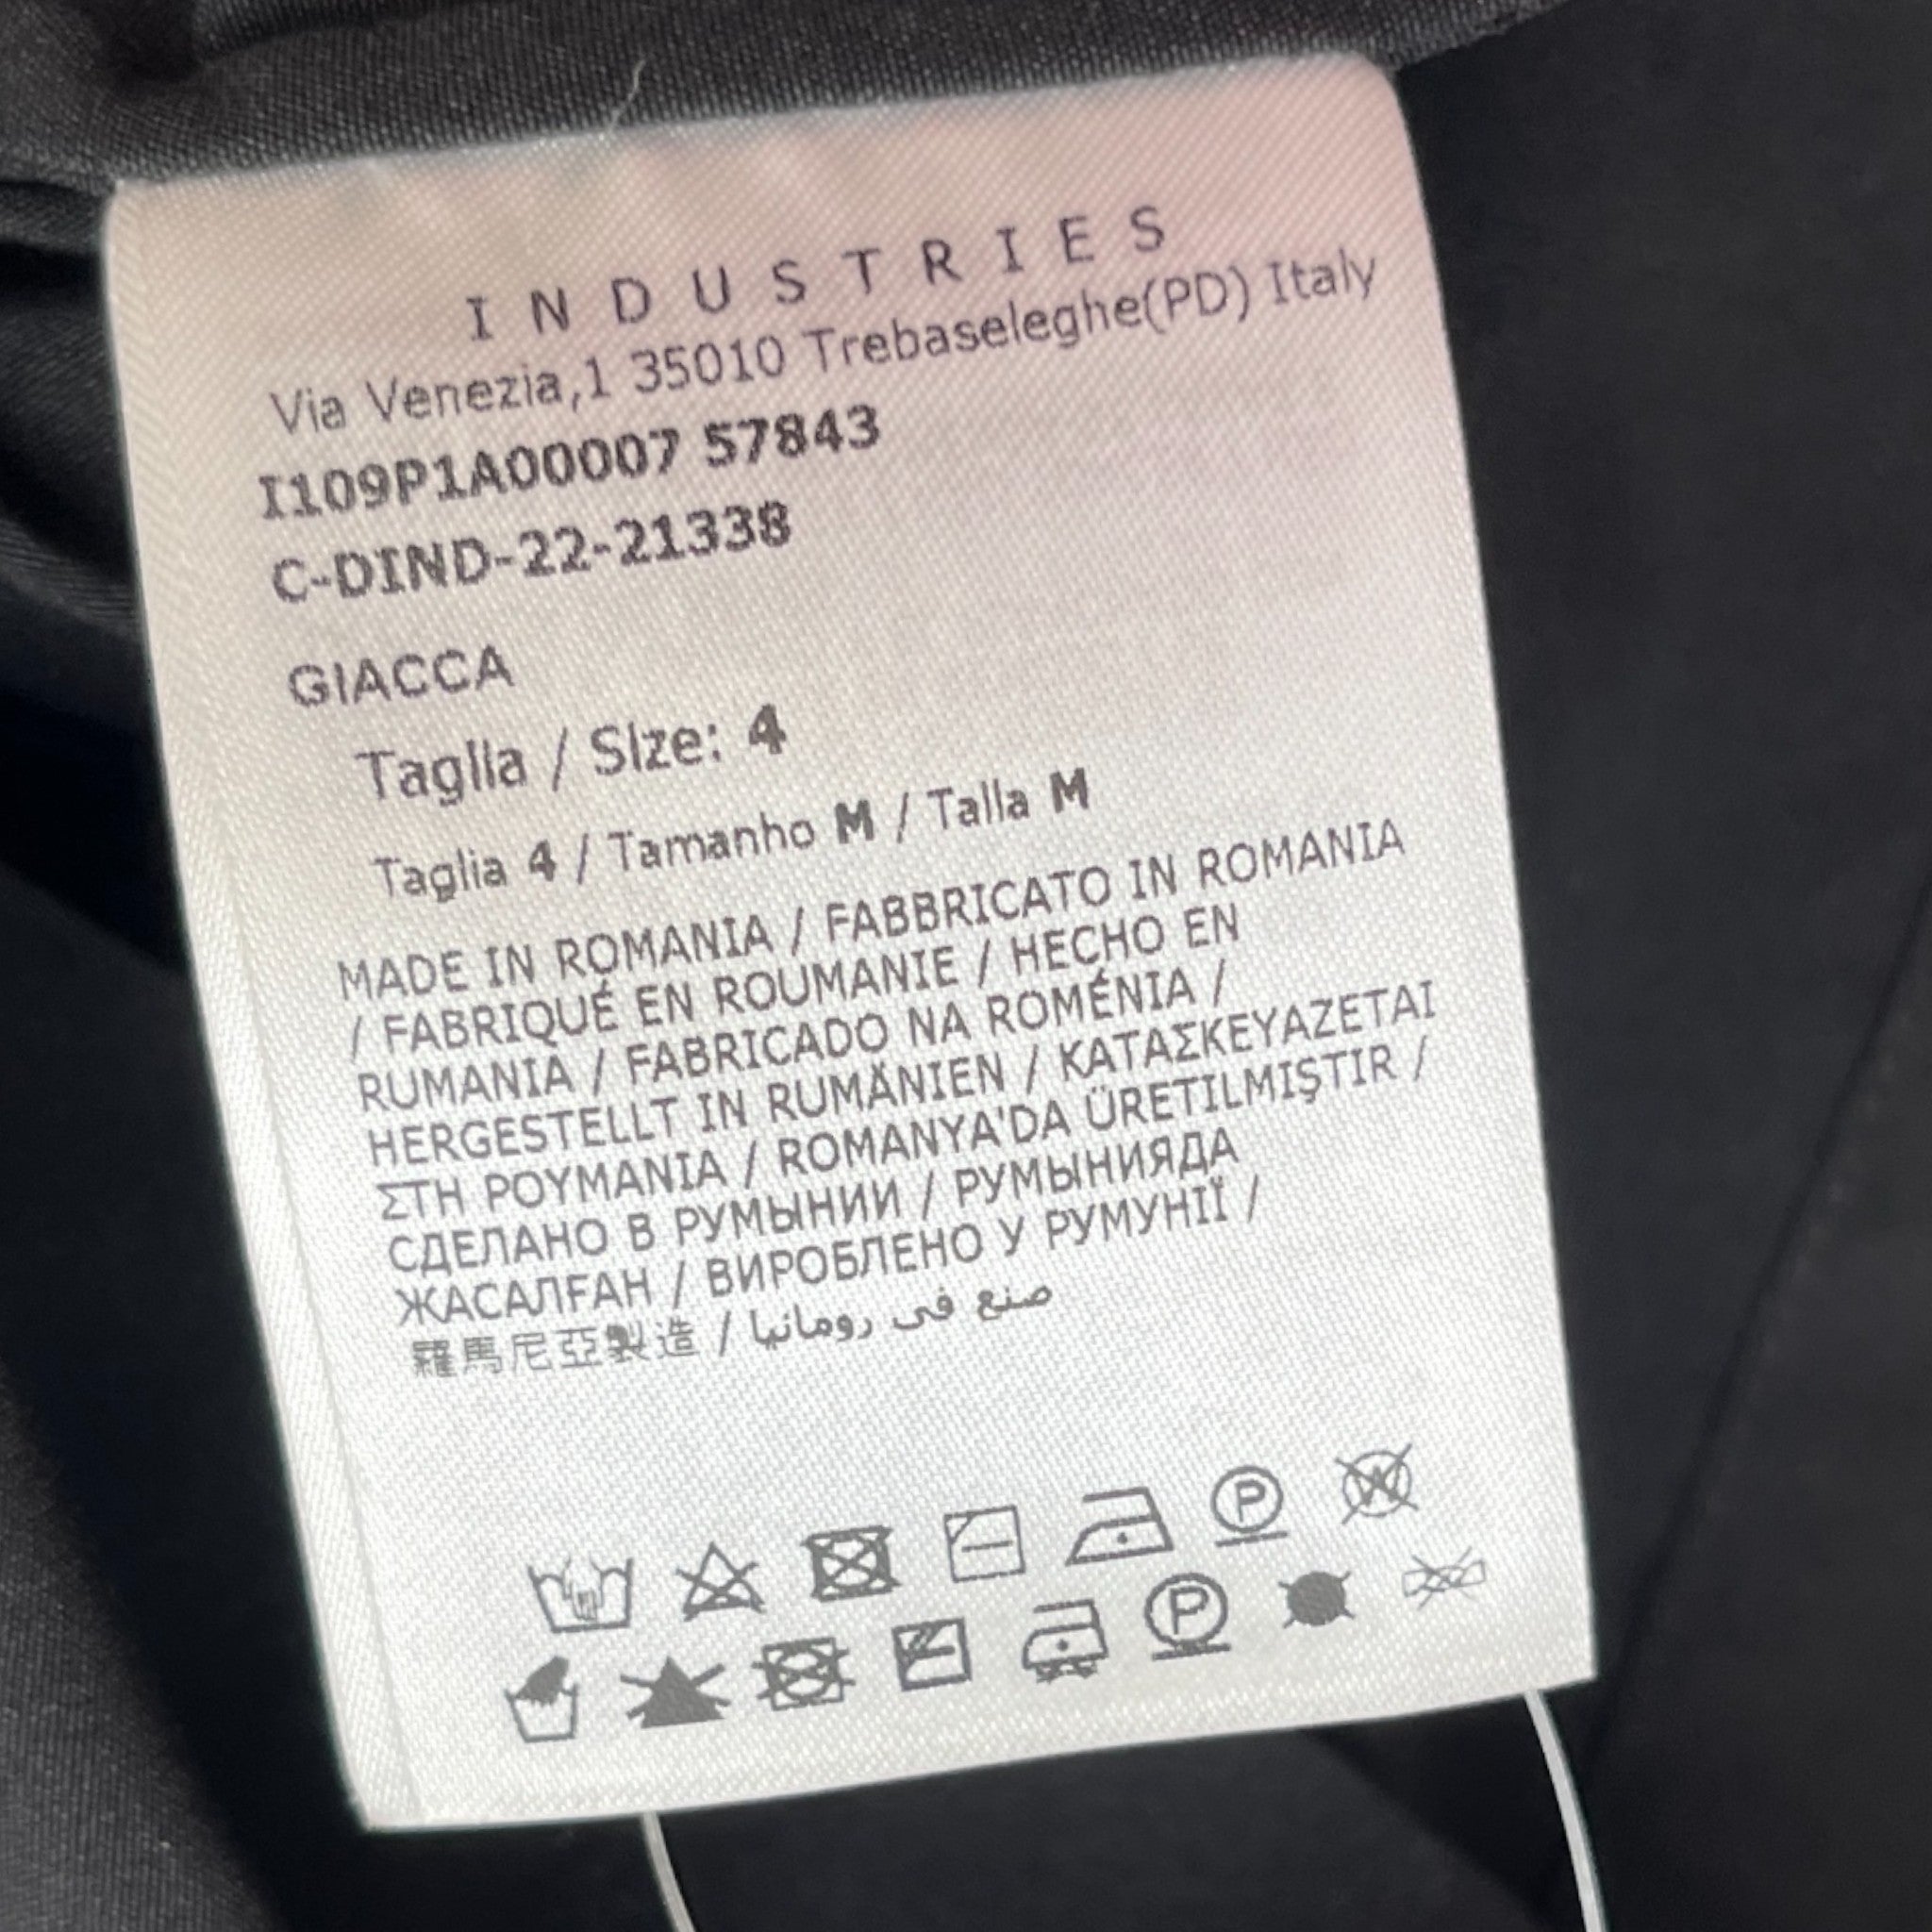 INDUSTRIES
Via Venezia,1 35010 Trebaseleghe(PD) Italy
I109P1A00007 57843
C-DIND-22-21338
GIACCA
Taglia / Size: 4
Taglia 4 / Tamanho M / Talla M
MADE IN ROMANIA / FABBRICATO IN ROMANIA
/ FABRIQUÉ EN ROUMANIE / HECHO EN
RUMANIA / FABRICADO NA ROMÉNIA /
HERGESTELLT IN RUMÄNIEN / ΚΑΤΑΣΚΕΥΑΖΕΤΑΙ
ΣΤΗ ΡΟΥΜΑΝΙΑ / ROMANYA'DA ÜRETILMIŞTIR /
СДЕЛАНО В РУМЫНИИ / РУМЫНИЯДА
ЖАСАЛҒАН / ВИРОБЛЕНО У РУМУНІЇ /
羅馬尼亞製造 / صنع فى رومانيا
P W
P